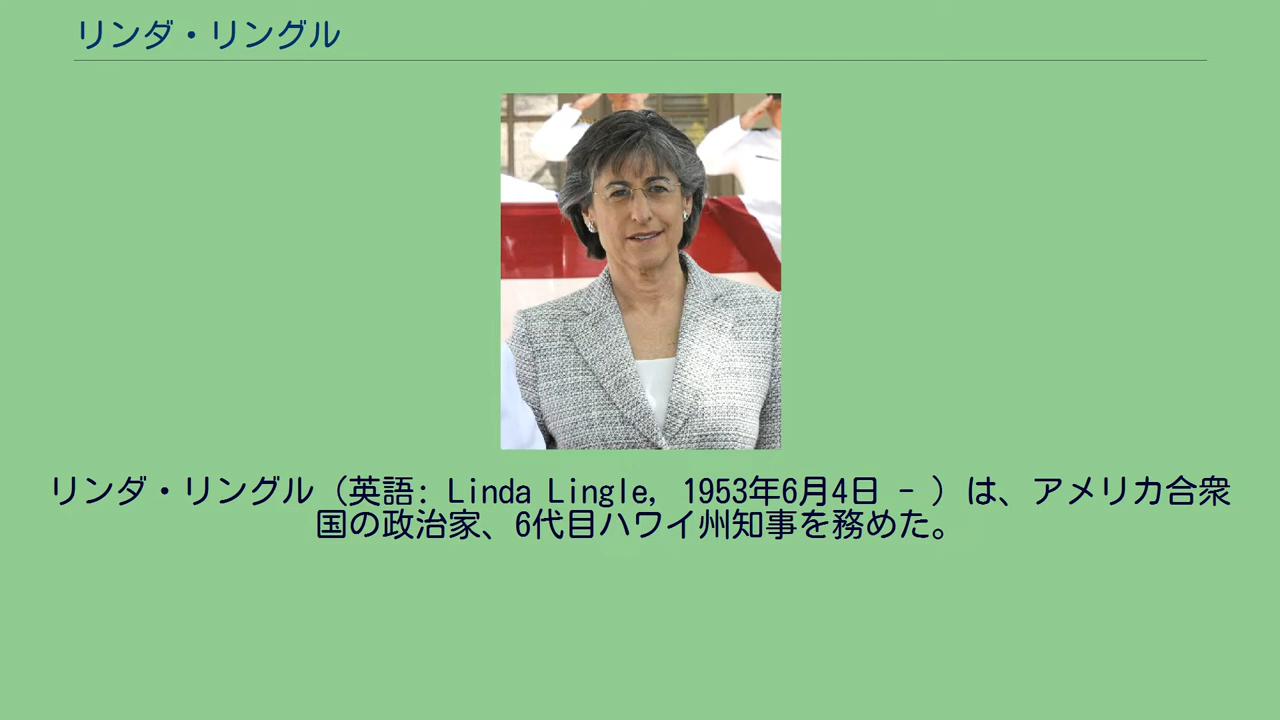 リンダ・リングル
リンダ・リングル（英語: Linda Lingle, 1953年6月4日 - ）は、アメリカ合衆
国の政治家、6代目ハワイ州知事を務めた。